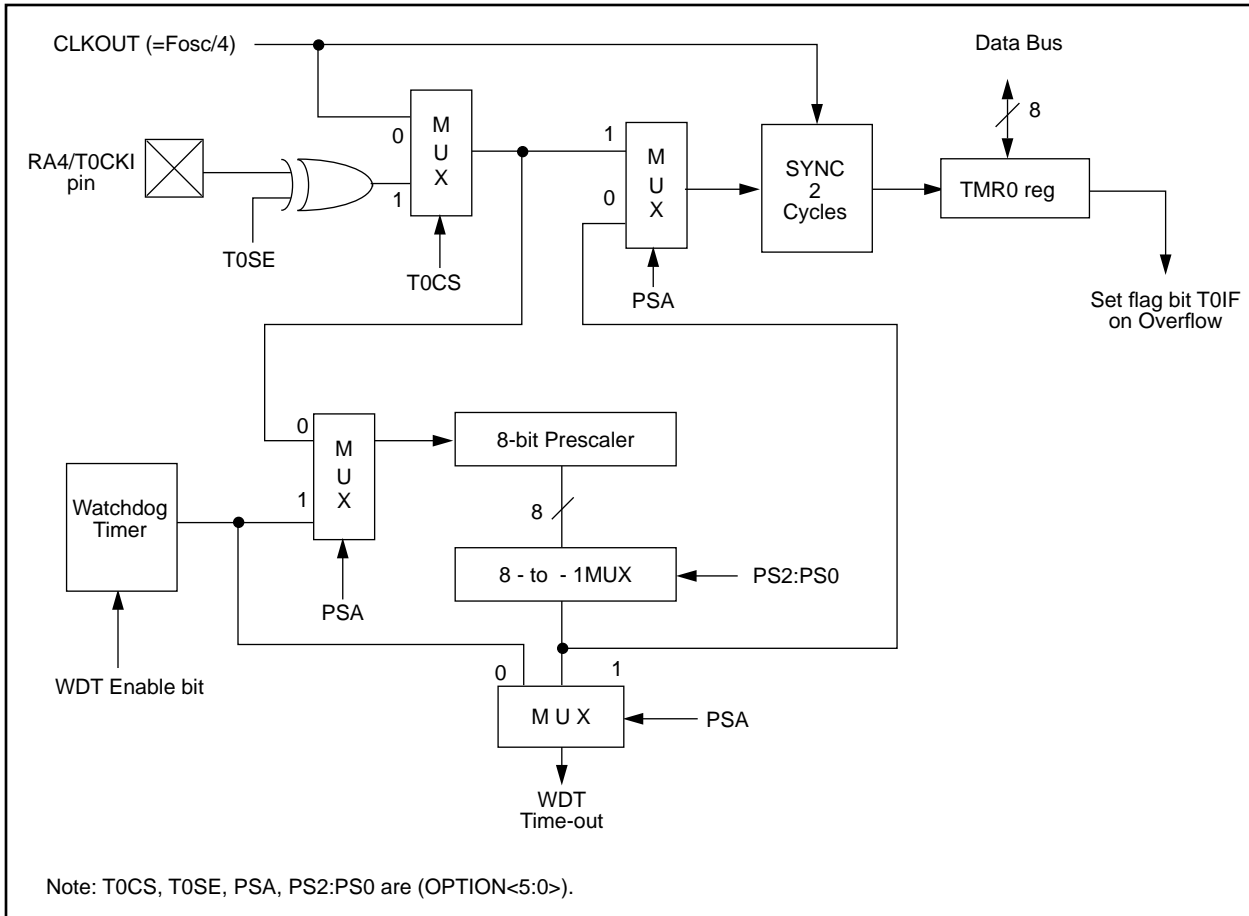 CLKOUT (=Fosc/4)
Data Bus
8
RA4/T0CKI
pin
0
1
M
U
X
T0SE
T0CS
1
0
M
U
X
PSA
SYNC
2
Cycles
TMR0 reg
Set flag bit T0IF
on Overflow
0
1
M
U
X
PSA
8-bit Prescaler
Watchdog
Timer
8
8 - to - 1MUX
PS2:PS0
WDT Enable bit
0
1
M U X
PSA
WDT
Time-out
Note: T0CS, T0SE, PSA, PS2:PS0 are (OPTION<5:0>).